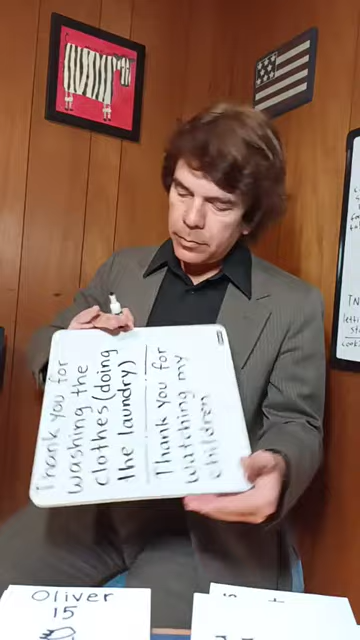 Thank you for
washing the
clothes (doing
the laundry)
Thank you for
watching my
children
Oliver
15